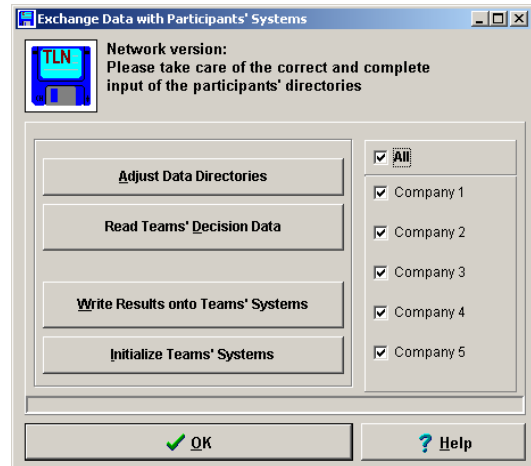 Exchange Data with Participants' Systems
TLN
Network version:
Please take care of the correct and complete
input of the participants' directories
Adjust Data Directories
Read Teams' Decision Data
Write Results onto Teams' Systems
Initialize Teams' Systems
All
Company 1
Company 2
Company 3
Company 4
Company 5
OK
? Help